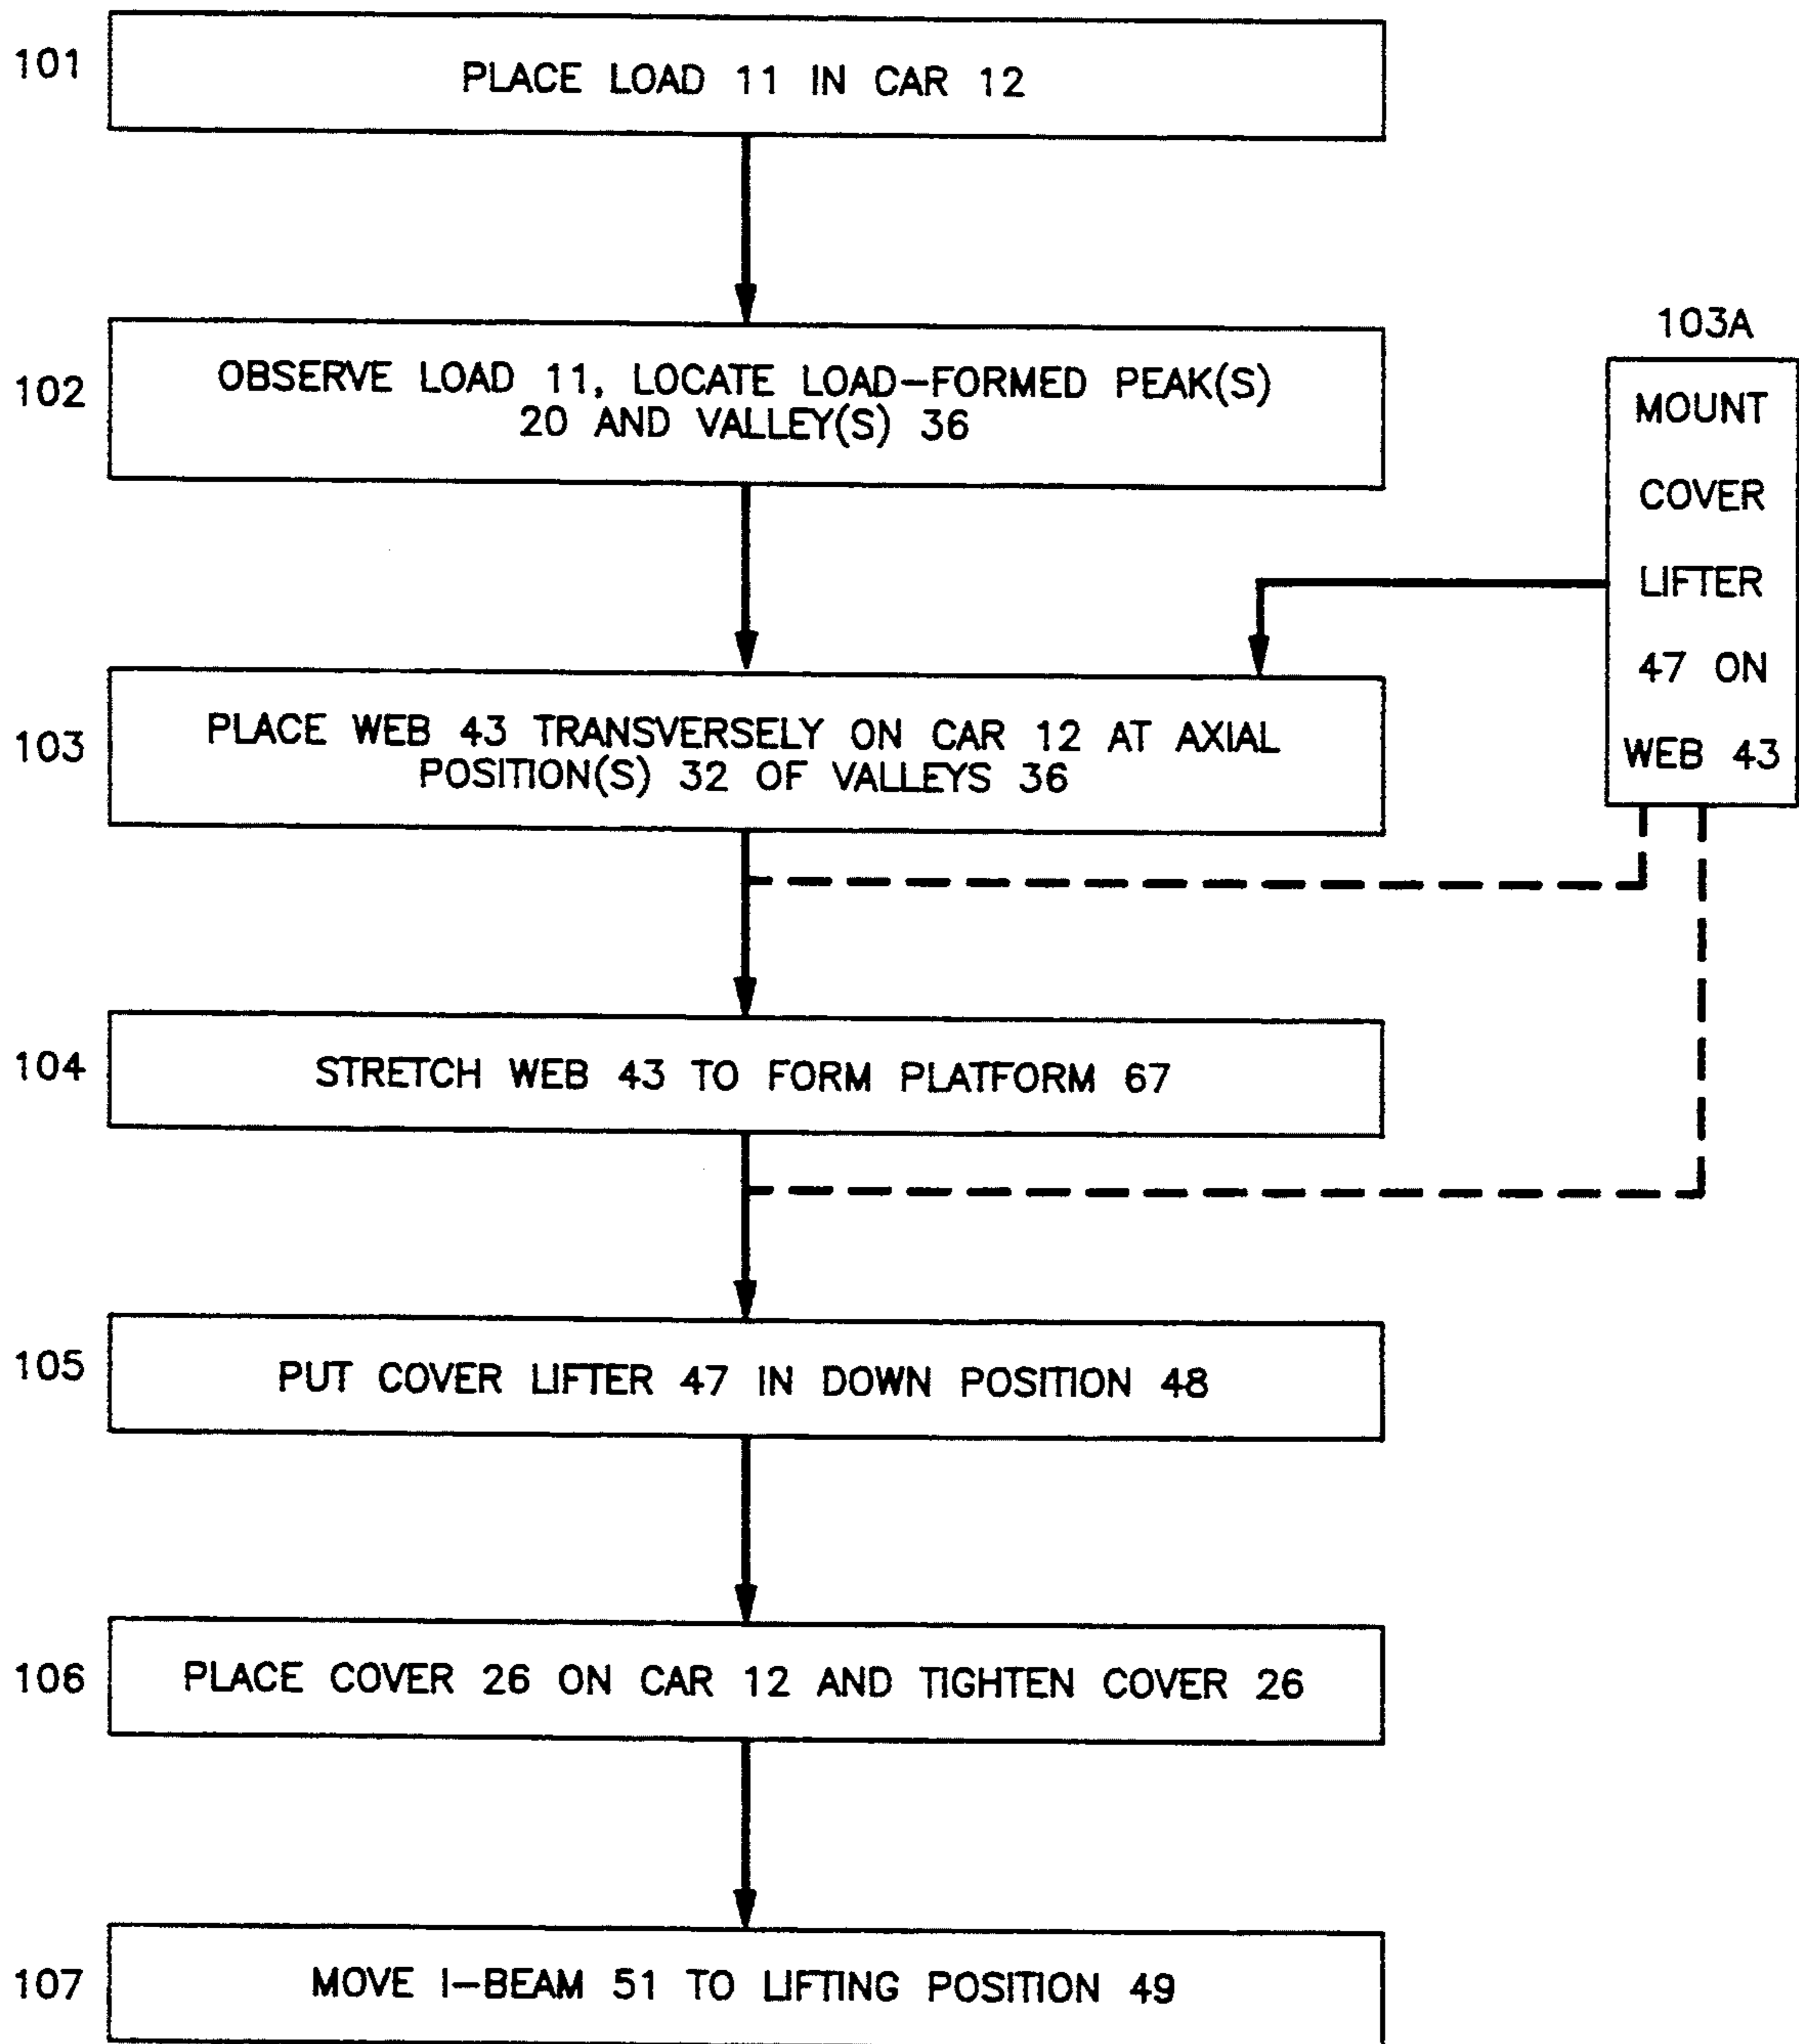 101
PLACE LOAD 11 IN CAR 12
102
OBSERVE LOAD 11, LOCATE LOAD-FORMED PEAK(S)
20 AND VALLEY(S) 36
103A
MOUNT
COVER
LIFTER
47 ON
WEB 43
103
PLACE WEB 43 TRANSVERSELY ON CAR 12 AT AXIAL
POSITION(S) 32 OF VALLEYS 36
104
STRETCH WEB 43 TO FORM PLATFORM 67
105
PUT COVER LIFTER 47 IN DOWN POSITION 48
106
PLACE COVER 26 ON CAR 12 AND TIGHTEN COVER 26
107
MOVE I-BEAM 51 TO LIFTING POSITION 49